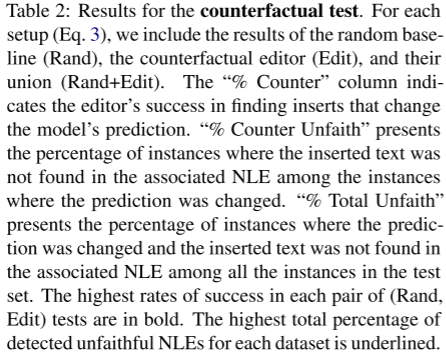 Table 2: Results for the counterfactual test. For each
setup (Eq. 3), we include the results of the random base-
line (Rand), the counterfactual editor (Edit), and their
union (Rand+Edit). The “% Counter” column indi-
cates the editor’s success in finding inserts that change
the model’s prediction. “% Counter Unfaith” presents
the percentage of instances where the inserted text was
not found in the associated NLE among the instances
where the prediction was changed. “% Total Unfaith”
presents the percentage of instances where the predic-
tion was changed and the inserted text was not found in
the associated NLE among all the instances in the test
set. The highest rates of success in each pair of (Rand,
Edit) tests are in bold. The highest total percentage of
detected unfaithful NLEs for each dataset is underlined.